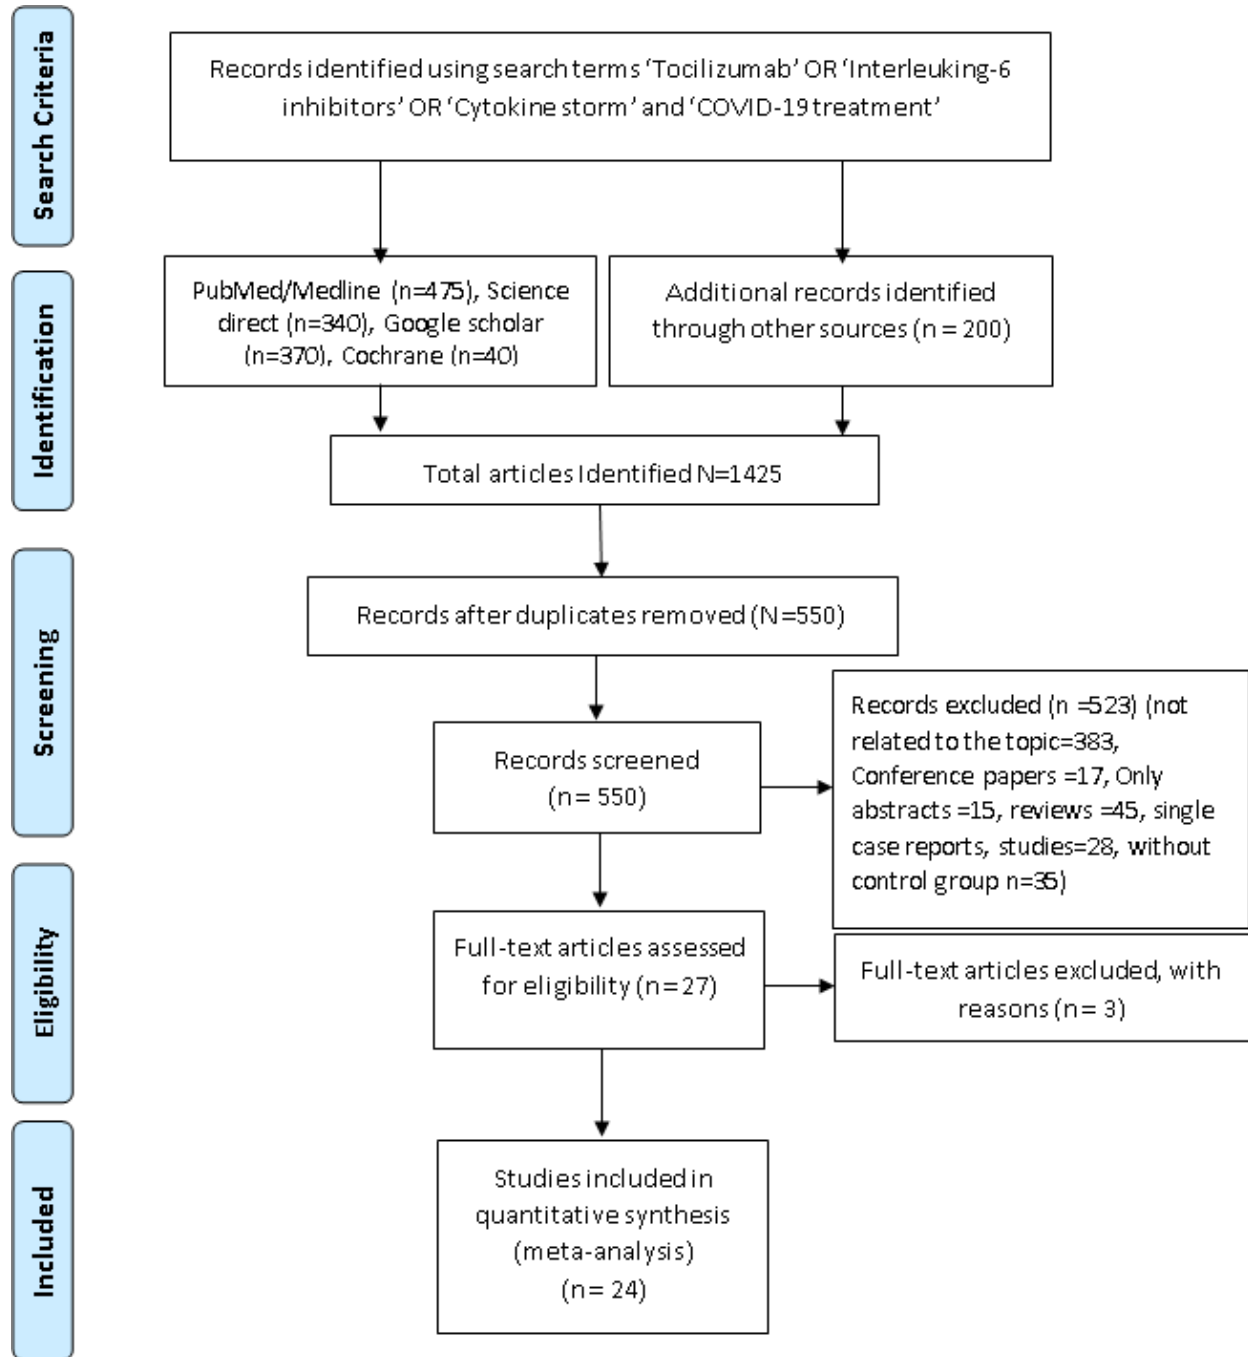 Search Criteria
Records identified using search terms ‘Tocilizumab’ OR ‘Interleuking-6
inhibitors’ OR ‘Cytokine storm’ and ‘COVID-19 treatment’
Identification
PubMed/Medline (n=475), Science
direct (n=340), Google scholar
(n=370), Cochrane (n=40)
Additional records identified
through other sources (n = 200)
Total articles Identified N=1425
Screening
Records after duplicates removed (N=550)
Records screened
(n = 550)
Records excluded (n =523) (not
related to the topic=383,
Conference papers =17, Only
abstracts =15, reviews =45, single
case reports, studies=28, without
control group n=35)
Eligibility
Full-text articles assessed
for eligibility (n = 27)
Full-text articles excluded, with
reasons (n = 3)
Included
Studies included in
quantitative synthesis
(meta-analysis)
(n = 24)